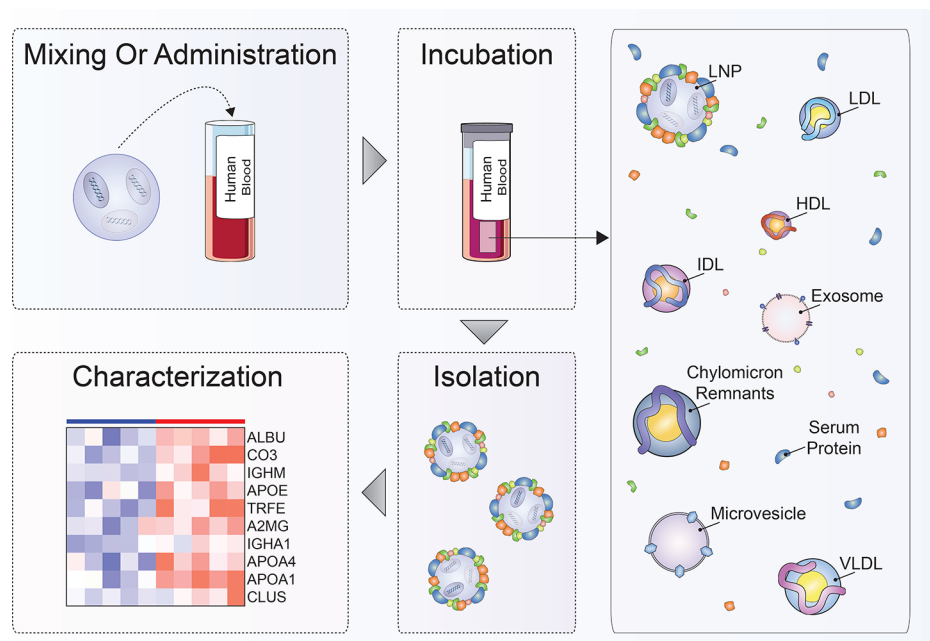 Mixing Or Administration
Human
Blood
Incubation
Human
Blood
LNP
LDL
HDL
IDL
Exosome
Chylomicron
Remnants
Serum
Protein
Microvesicle
VLDL
Characterization
ALBU
CO3
IGHM
APOE
TRFE
A2MG
IGHA1
APOA4
APOA1
CLUS
Isolation